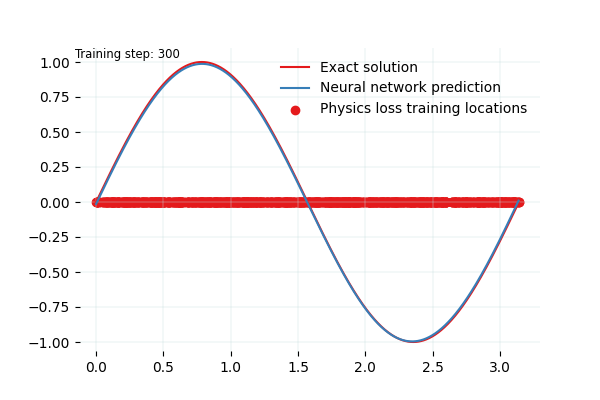 Training step: 300
Exact solution
Neural network prediction
Physics loss training locations
1.00
0.75
0.50
0.25
0.00
−0.25
−0.50
−0.75
−1.00
0.0 0.5 1.0 1.5 2.0 2.5 3.0